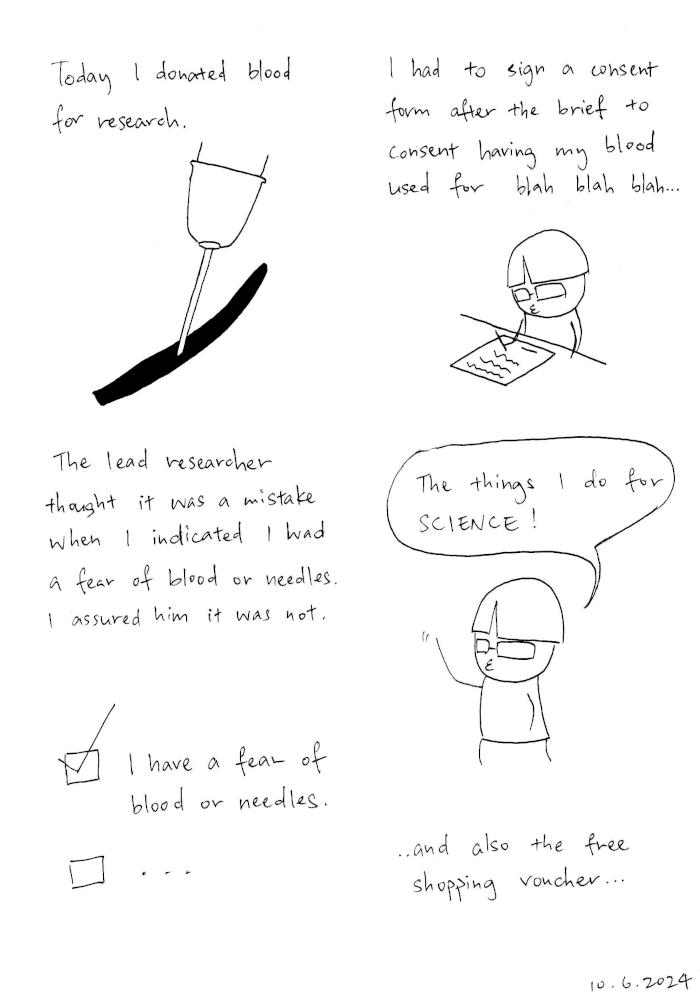 Today I donated blood
for research.
I had to sign a consent
form after the brief to
consent having my blood
used for blah blah blah...
The lead researcher
thought it was a mistake
when I indicated I had
a fear of blood or needles.
I assured him it was not.
I have a fear of
blood or needles.
...
The things I do for
SCIENCE!
...and also the free
shopping voucher...
10.6.2024